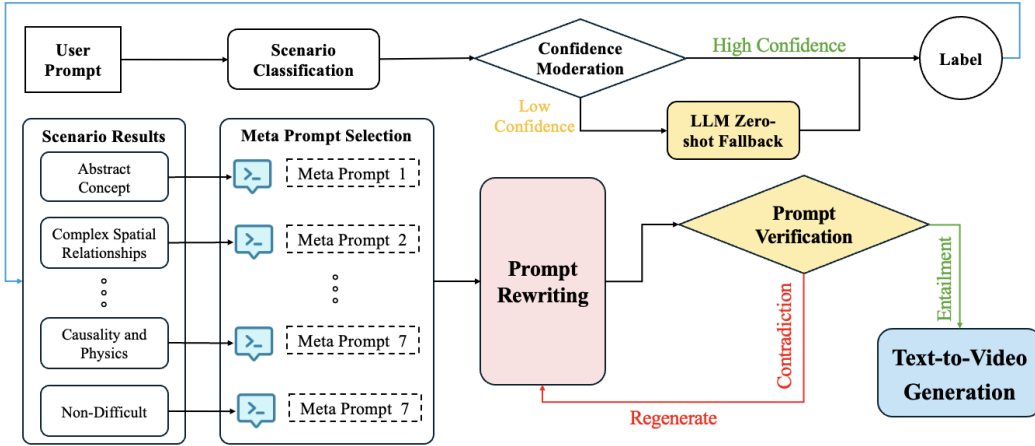 User
Prompt
Scenario
Classification
Confidence
Moderation
High Confidence
Label
Low
Confidence
LLM Zero-
shot Fallback
Scenario Results
Abstract
Concept
Complex Spatial
Relationships
Causality and
Physics
Non-Difficult
Meta Prompt Selection
>_ Meta Prompt 1
>_ Meta Prompt 2
>_ Meta Prompt 7
>_ Meta Prompt 7
Prompt
Rewriting
Prompt
Verification
Contradiction
Regenerate
Entailment
Text-to-Video
Generation